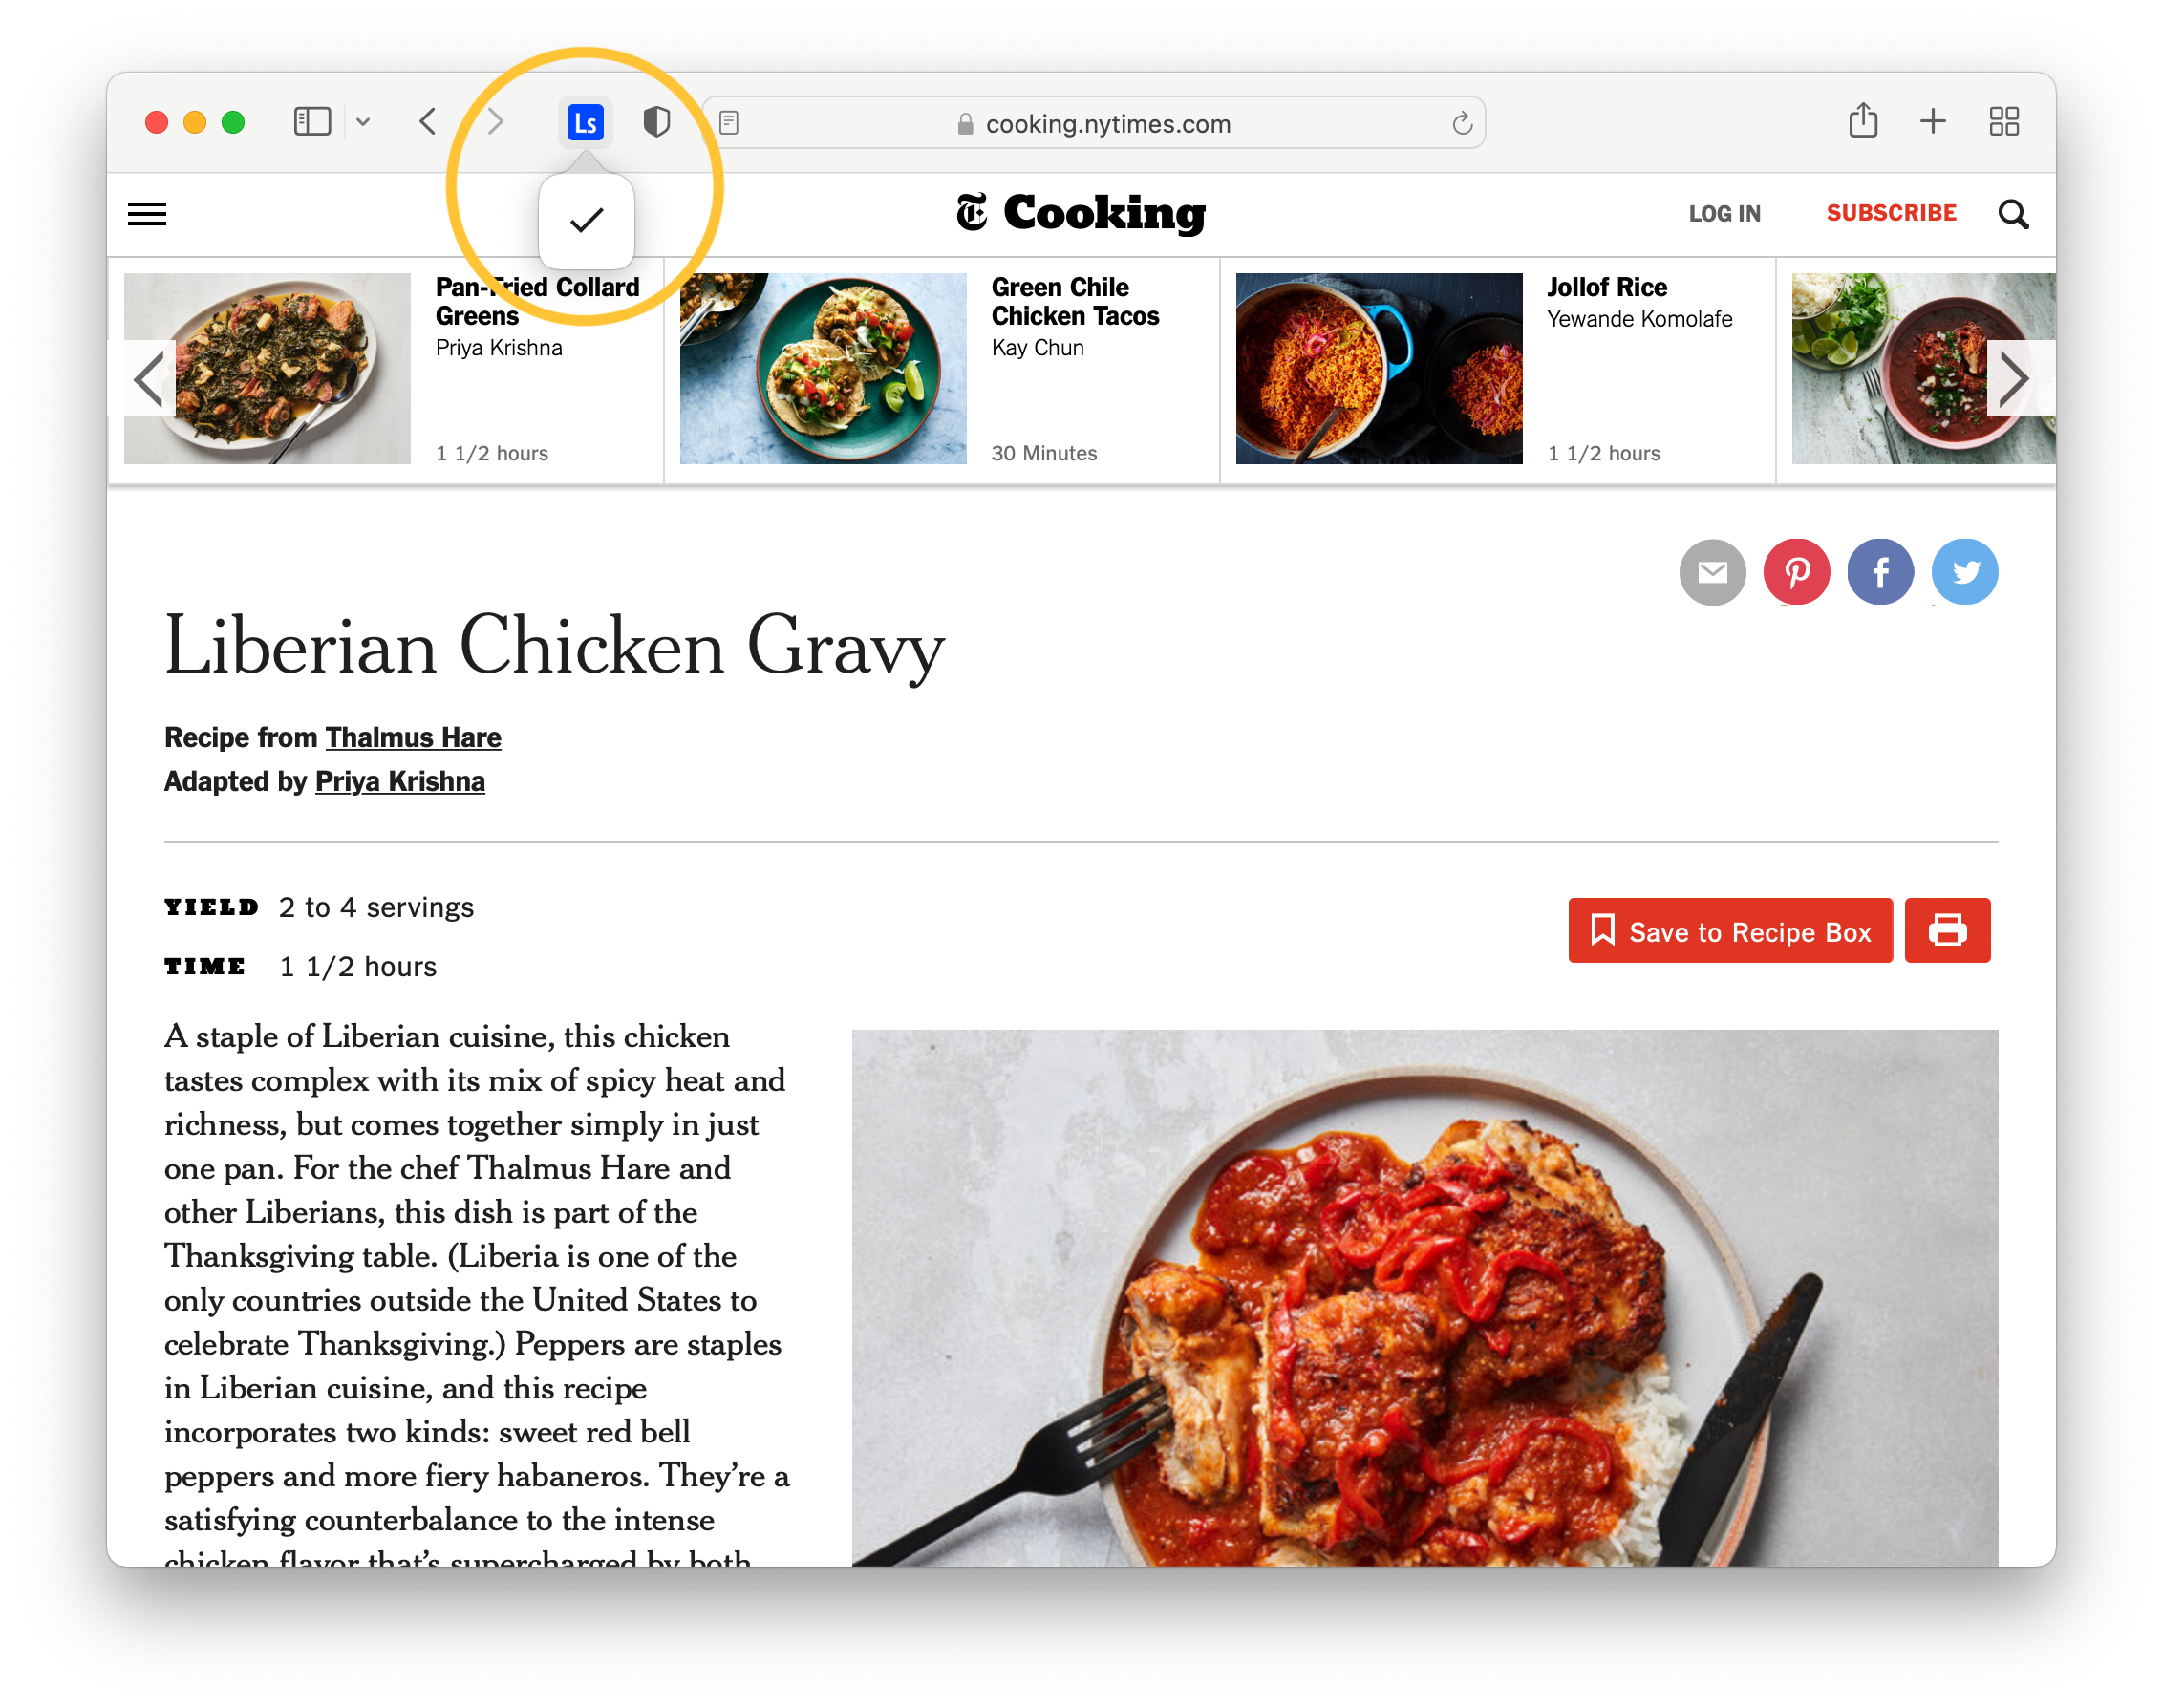 Ls
cooking.nytimes.com
T Cooking
LOG IN
SUBSCRIBE
Pan-Fried Collard
Greens
Priya Krishna
1 1/2 hours
Green Chile
Chicken Tacos
Kay Chun
30 Minutes
Jollof Rice
Yewande Komolafe
1 1/2 hours
Liberian Chicken Gravy
Recipe from Thalmus Hare
Adapted by Priya Krishna
YIELD 2 to 4 servings
TIME 1 1/2 hours
Save to Recipe Box
A staple of Liberian cuisine, this chicken
tastes complex with its mix of spicy heat and
richness, but comes together simply in just
one pan. For the chef Thalmus Hare and
other Liberians, this dish is part of the
Thanksgiving table. (Liberia is one of the
only countries outside the United States to
celebrate Thanksgiving.) Peppers are staples
in Liberian cuisine, and this recipe
incorporates two kinds: sweet red bell
peppers and more fiery habaneros. They’re a
satisfying counterbalance to the intense
chicken flavor that’s supercharged by both